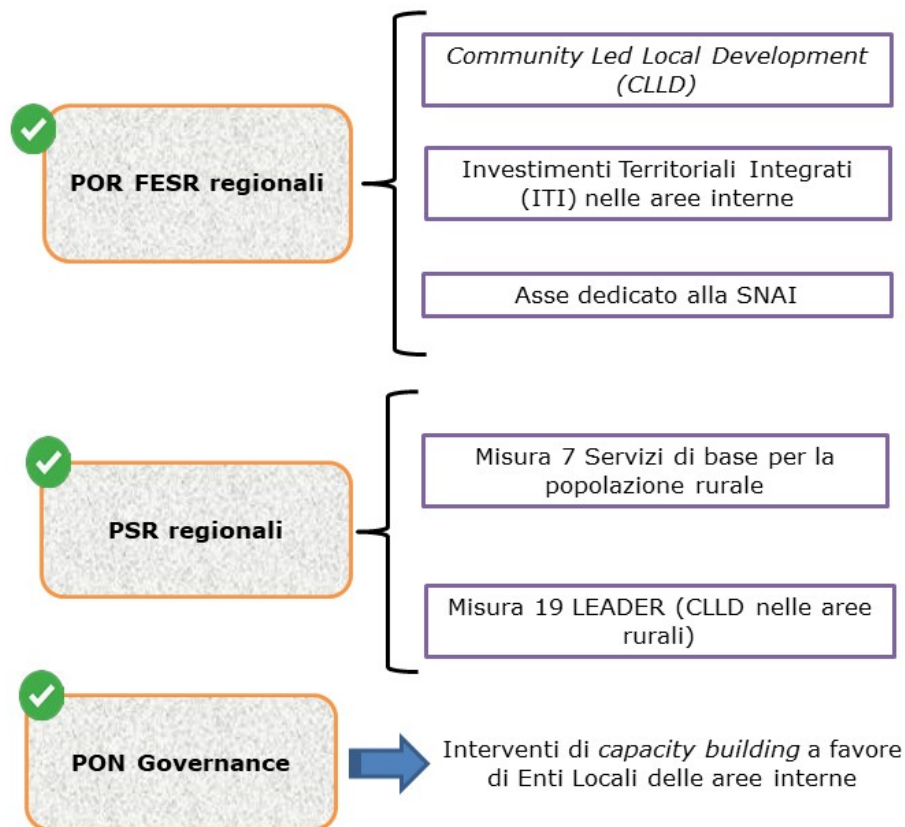 Community Led Local Development
(CLLD)
POR FESR regionali
Investimenti Territoriali Integrati
(ITI) nelle aree interne
Asse dedicato alla SNAI
Misura 7 Servizi di base per la
popolazione rurale
PSR regionali
Misura 19 LEADER (CLLD nelle aree
rurali)
PON Governance
Interventi di capacity building a favore
di Enti Locali delle aree interne